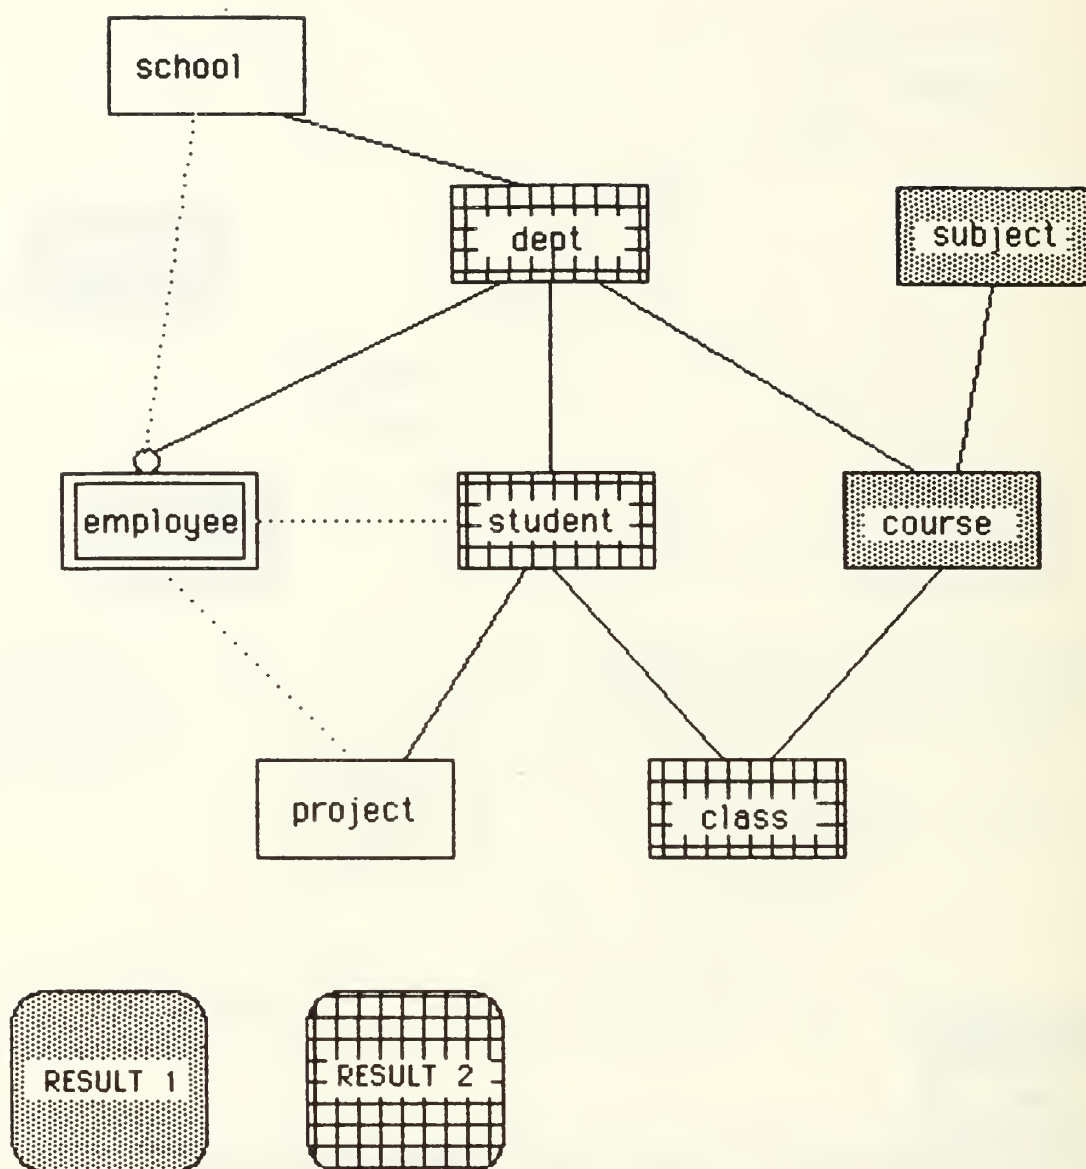 school
dept
subject
employee
student
course
project
class
RESULT 1
RESULT 2